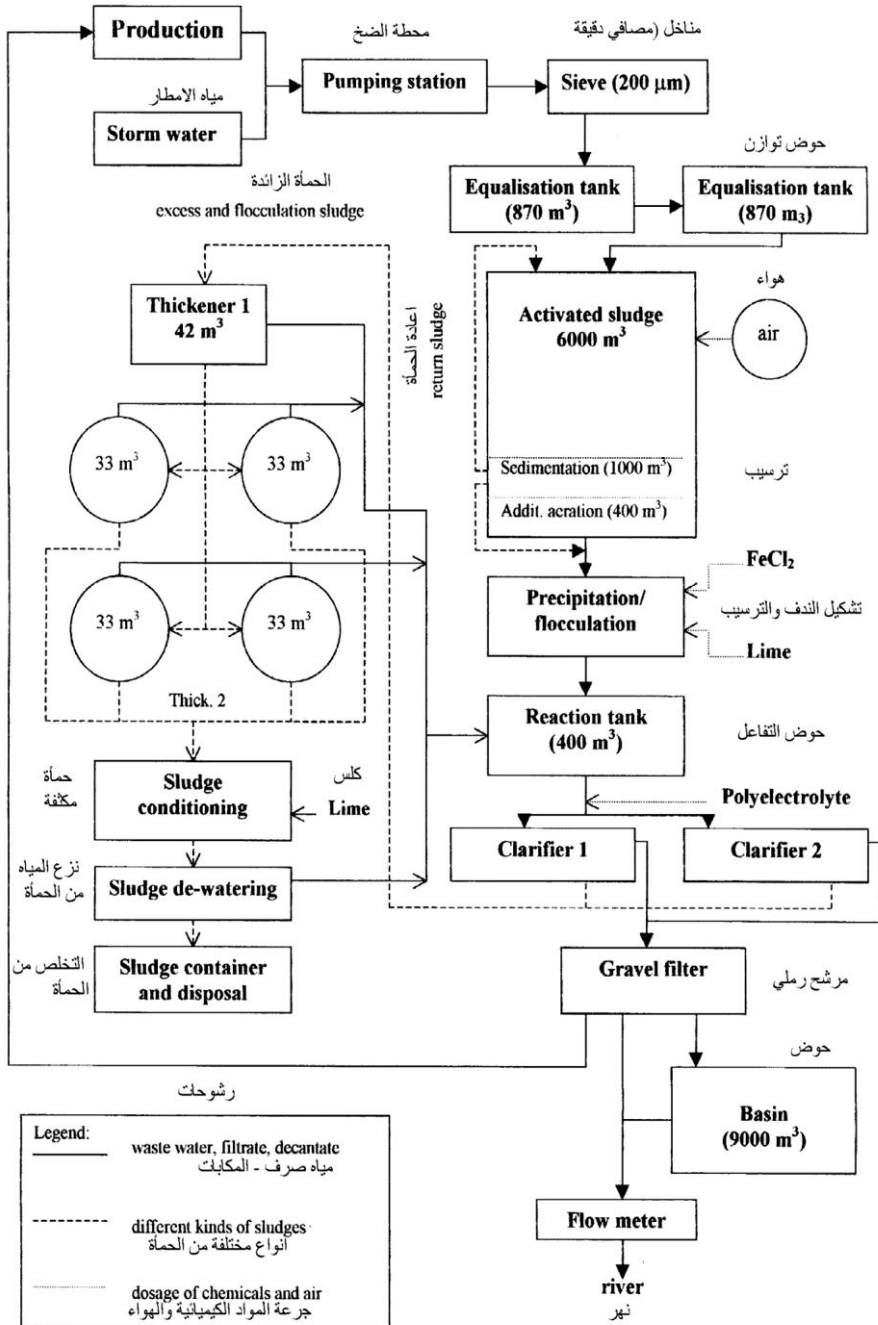 Production
محطة الضخ
مناخل (مصافي دقيقة
Pumping station
Sieve (200 µm)
مياه الامطار
Storm water
حوض توازن
Equalisation tank
(870 m³)
Equalisation tank
(870 m₃)
الحمأة الزائدة
excess and flocculation sludge
Thickener 1
42 m³
اعادة الحمأة
return sludge
Activated sludge
6000 m³
هواء
air
33 m³
33 m³
Sedimentation (1000 m³)
ترسيب
Addit. aeration (400 m³)
FeCl₂
Precipitation/
flocculation
تشكيل الندف والترسيب
Lime
33 m³
33 m³
Thick. 2
Reaction tank
(400 m³)
حوض التفاعل
حمأة
مكثفة
Sludge
conditioning
كلس
Lime
Polyelectrolyte
Clarifier 1
Clarifier 2
نزع المياه
من الحمأة
Sludge de-watering
التخلص من
الحمأة
Sludge container
and disposal
Gravel filter
مرشح رملي
حوض
Basin
(9000 m³)
رشوحات
Legend:
waste water, filtrate, decantate
مياه صرف - المكابات
different kinds of sludges
أنواع مختلفة من الحمأة
dosage of chemicals and air
جرعة المواد الكيميائية والهواء
Flow meter
river
نهر